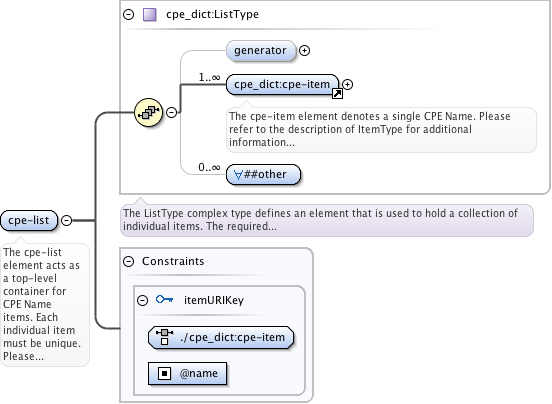 cpe_dict:ListType
generator
1..∞
cpe_dict:cpe-item
The cpe-item element denotes a single CPE Name. Please
refer to the description of ItemType for additional
information...
0..∞
∀##other
The ListType complex type defines an element that is used to hold a collection of
individual items. The required...
cpe-list
The cpe-list
element acts as
a top-level
container for
CPE Name
items. Each
individual item
must be unique.
Please...
Constraints
itemURIKey
./cpe_dict:cpe-item
@name